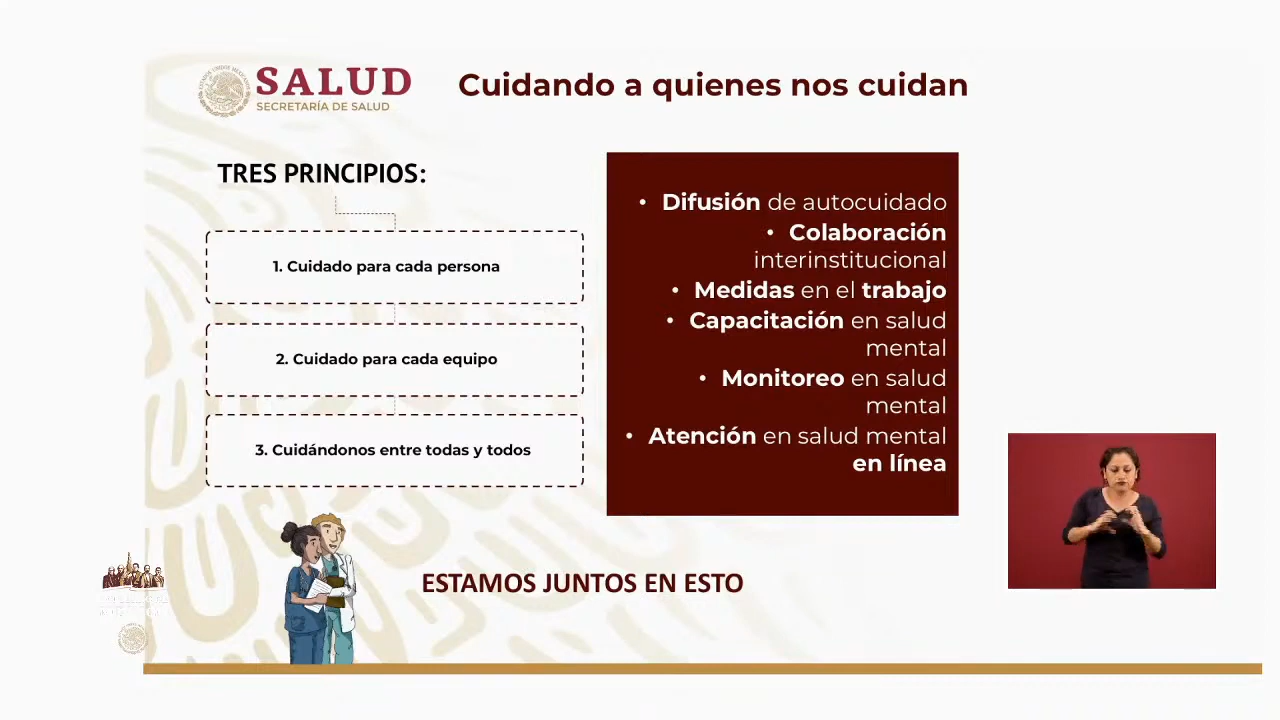 SALUD
SECRETARÍA DE SALUD
Cuidando a quienes nos cuidan
TRES PRINCIPIOS:
1. Cuidado para cada persona
2. Cuidado para cada equipo
3. Cuidándonos entre todas y todos
• Difusión de autocuidado
• Colaboración
interinstitucional
• Medidas en el trabajo
• Capacitación en salud
mental
• Monitoreo en salud
mental
• Atención en salud mental
en línea
ESTAMOS JUNTOS EN ESTO